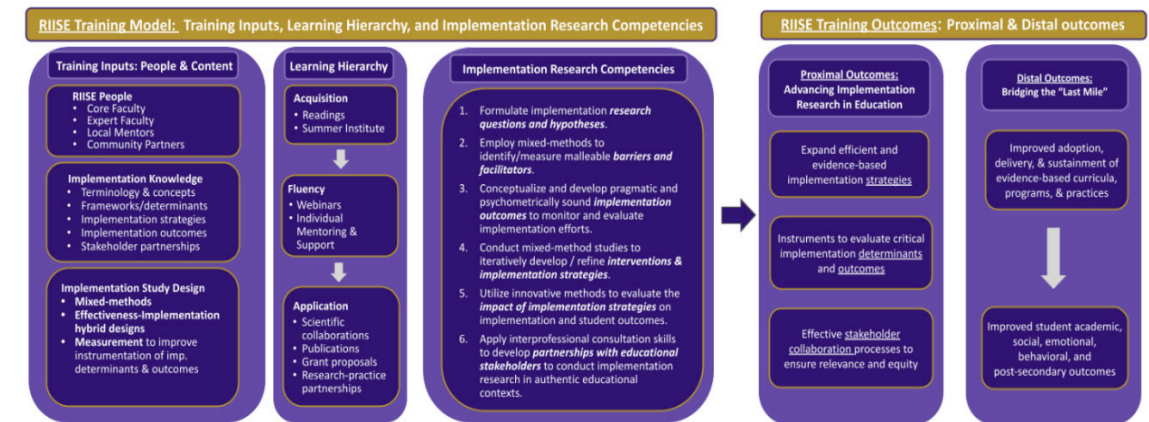 RIISE Training Model: Training Inputs, Learning Hierarchy, and Implementation Research Competencies
RIISE Training Outcomes: Proximal & Distal outcomes
Training Inputs: People & Content
RIISE People
• Core Faculty
• Expert Faculty
• Local Mentors
• Community Partners
Implementation Knowledge
• Terminology & concepts
• Frameworks/determinants
• Implementation strategies
• Implementation outcomes
• Stakeholder partnerships
Implementation Study Design
• Mixed-methods
• Effectiveness-Implementation
hybrid designs
• Measurement to improve
instrumentation of imp.
determinants & outcomes
Learning Hierarchy
Acquisition
• Readings
• Summer Institute
Fluency
• Webinars
• Individual
Mentoring &
Support
Application
• Scientific
collaborations
• Publications
• Grant proposals
• Research-practice
partnerships
Implementation Research Competencies
1. Formulate implementation research
questions and hypotheses.
2. Employ mixed-methods to
identify/measure malleable barriers and
facilitators.
3. Conceptualize and develop pragmatic and
psychometrically sound implementation
outcomes to monitor and evaluate
implementation efforts.
4. Conduct mixed-method studies to
iteratively develop / refine interventions &
implementation strategies.
5. Utilize innovative methods to evaluate the
impact of implementation strategies on
implementation and student outcomes.
6. Apply interprofessional consultation skills
to develop partnerships with educational
stakeholders to conduct implementation
research in authentic educational
contexts.
Proximal Outcomes:
Advancing Implementation
Research in Education
Expand efficient and
evidence-based
implementation strategies
Instruments to evaluate critical
implementation determinants
and outcomes
Effective stakeholder
collaboration processes to
ensure relevance and equity
Distal Outcomes:
Bridging the “Last Mile”
Improved adoption,
delivery, & sustainment of
evidence-based curricula,
programs, & practices
Improved student academic,
social, emotional,
behavioral, and
post-secondary outcomes